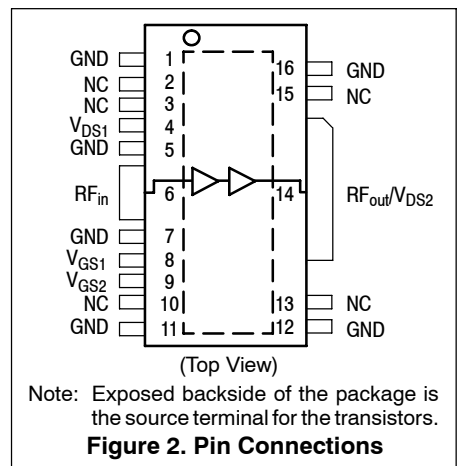 GND 1
NC 2
NC 3
VDS1 4
GND 5
RFin 6
GND 7
VGS1 8
VGS2 9
NC 10
GND 11
16 GND
15 NC
14 RFout/VDS2
13 NC
12 GND
(Top View)
Note: Exposed backside of the package is
the source terminal for the transistors.
Figure 2. Pin Connections